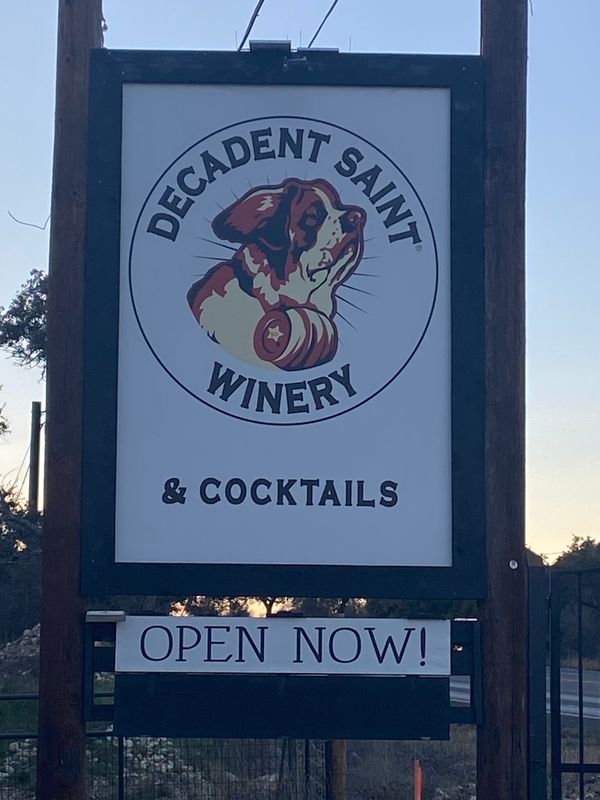 DECADENT SAINT®
WINERY
& COCKTAILS
OPEN NOW!